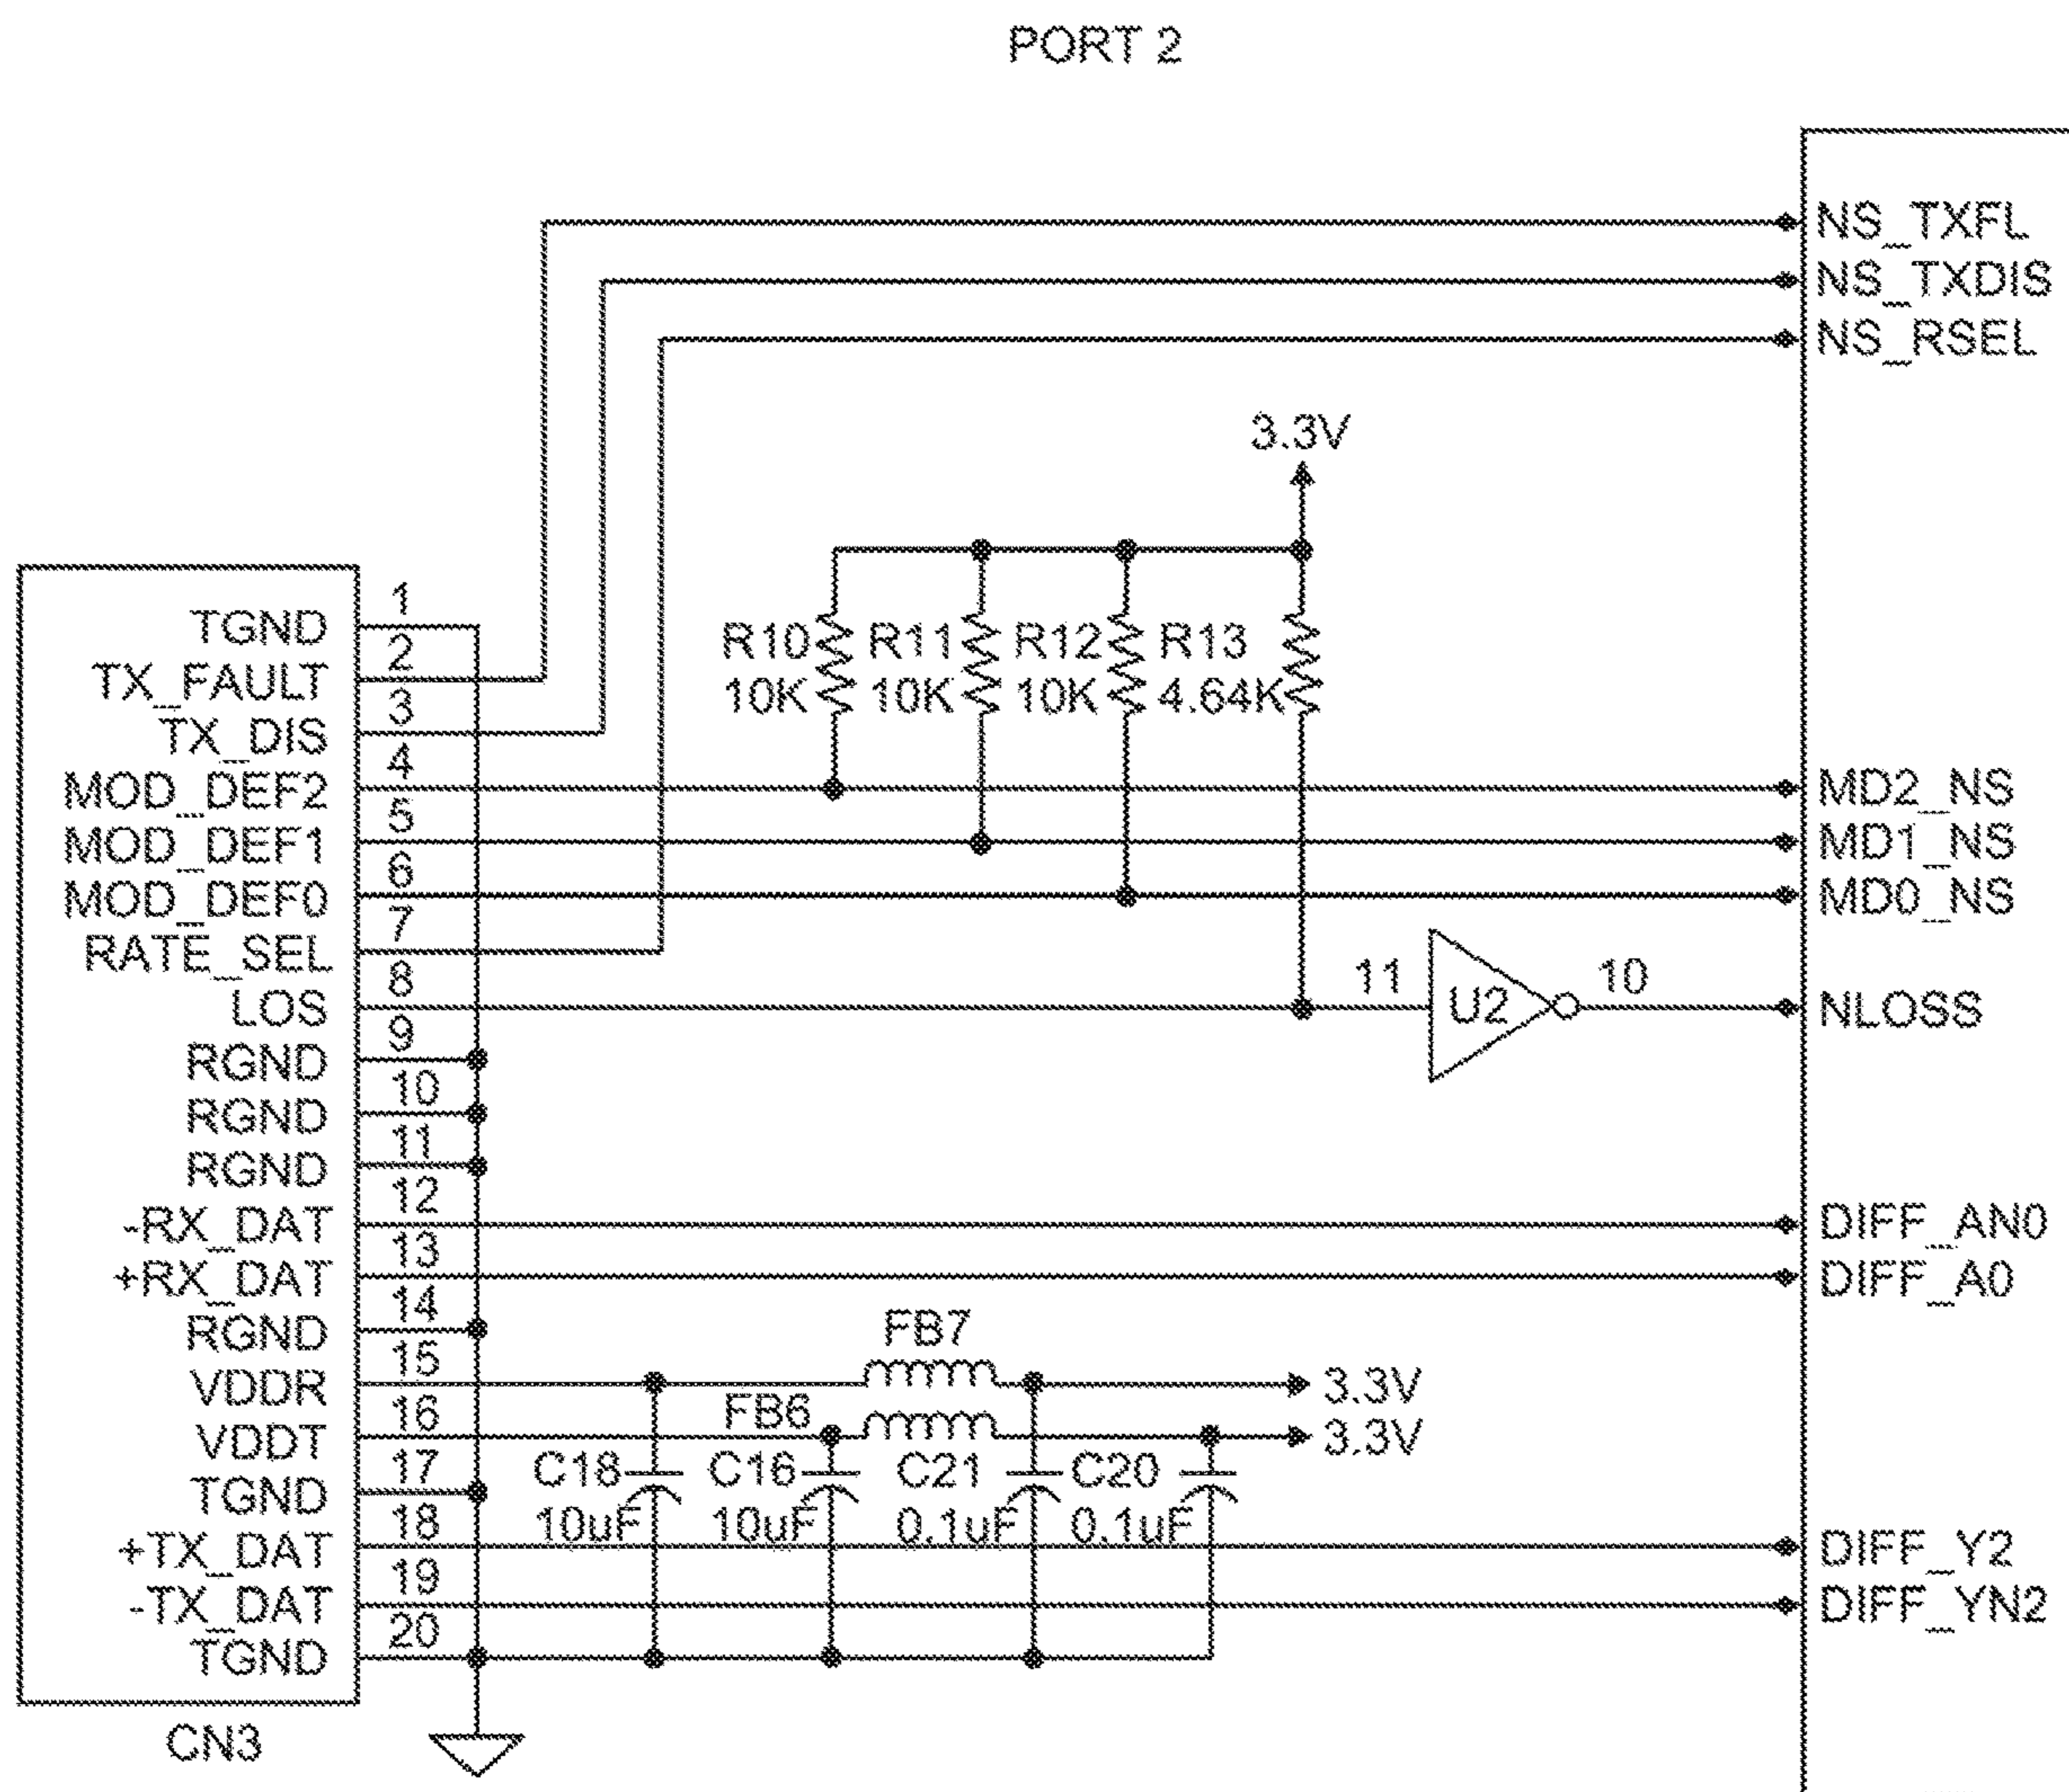 PORT 2
NS_TXFL
NS_TXDIS
NS_RSEL
3.3V
R10
10K
R11
10K
R12
10K
R13
4.64K
1
TGND
2
TX_FAULT
3
TX_DIS
4
MOD_DEF2
MD2_NS
5
MOD_DEF1
MD1_NS
6
MOD_DEF0
MD0_NS
7
RATE_SEL
8
LOS
11
U2
10
NLOSS
9
RGND
10
RGND
11
RGND
12
-RX_DAT
DIFF_AN0
13
+RX_DAT
DIFF_A0
14
RGND
15
VDDR
FB7
3.3V
16
VDDT
FB6
3.3V
17
TGND
C18
10uF
C16
10uF
C21
0.1uF
C20
0.1uF
18
+TX_DAT
DIFF_Y2
19
-TX_DAT
DIFF_YN2
20
TGND
CN3